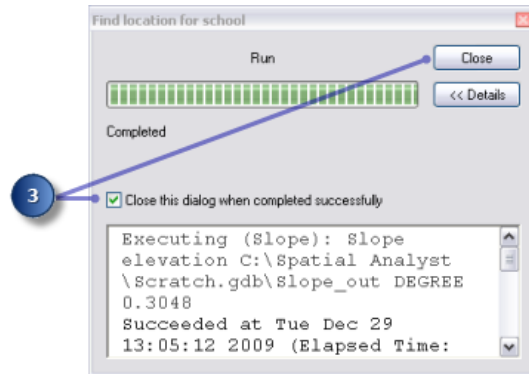 Find location for school
Run
Close
<< Details
Completed
3
Close this dialog when completed successfully
Executing (Slope): Slope
elevation C:\Spatial Analyst
\Scratch.gdb\Slope_out DEGREE
0.3048
Succeeded at Tue Dec 29
13:05:12 2009 (Elapsed Time: